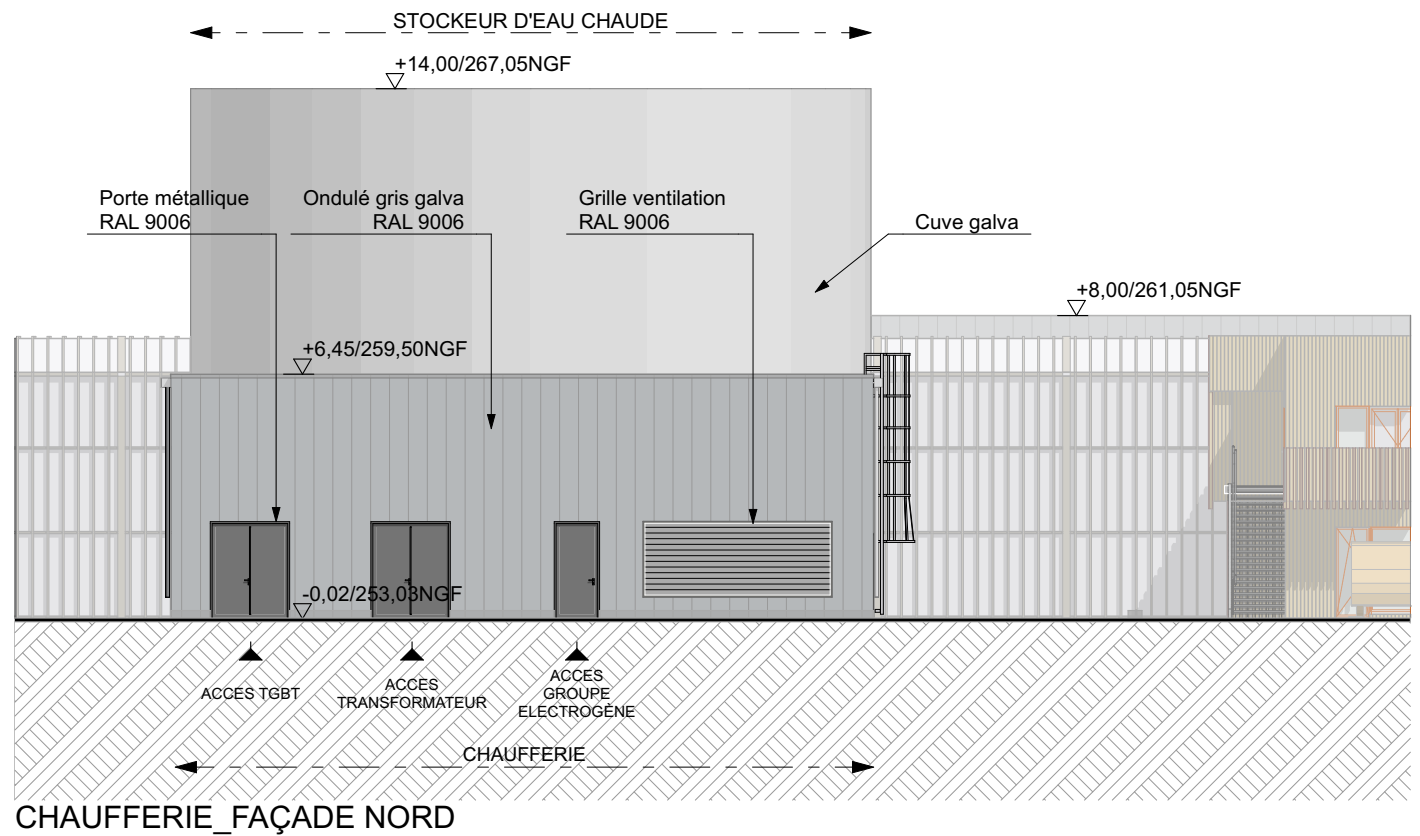 STOCKEUR D'EAU CHAUDE
+14,00/267,05NGF
Porte métallique
RAL 9006
Ondulé gris galva
RAL 9006
Grille ventilation
RAL 9006
Cuve galva
+8,00/261,05NGF
+6,45/259,50NGF
-0,02/253,03NGF
ACCES TGBT
ACCES
TRANSFORMATEUR
ACCES
GROUPE
ELECTROGÈNE
CHAUFFERIE
CHAUFFERIE_FAÇADE NORD